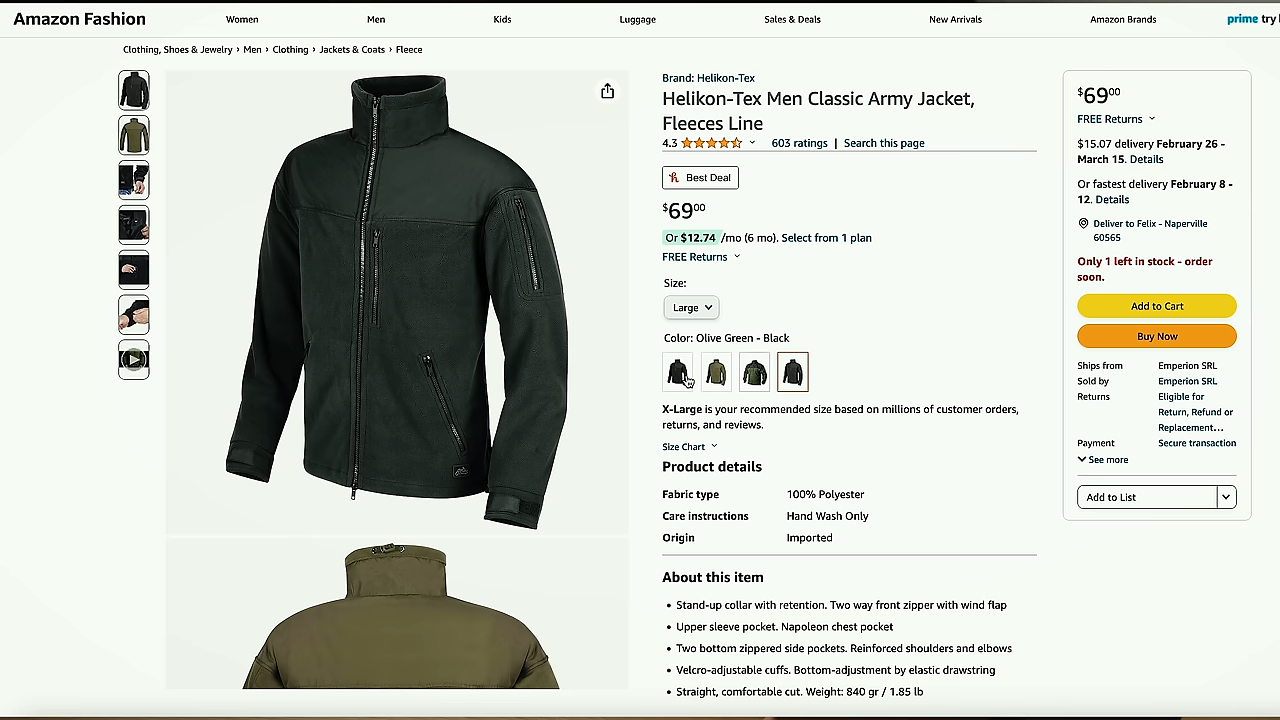 Amazon Fashion
Women
Men
Kids
Luggage
Sales & Deals
New Arrivals
Amazon Brands
prime try
Clothing, Shoes & Jewelry › Men › Clothing › Jackets & Coats › Fleece
Brand: Helikon-Tex
Helikon-Tex Men Classic Army Jacket,
Fleeces Line
4.3
603 ratings | Search this page
Best Deal
$6900
Or $12.74 /mo (6 mo). Select from 1 plan
FREE Returns
Size:
Large
Color: Olive Green - Black
X-Large is your recommended size based on millions of customer orders,
returns, and reviews.
Size Chart
Product details
Fabric type 100% Polyester
Care instructions Hand Wash Only
Origin Imported
About this item
• Stand-up collar with retention. Two way front zipper with wind flap
• Upper sleeve pocket. Napoleon chest pocket
• Two bottom zippered side pockets. Reinforced shoulders and elbows
• Velcro-adjustable cuffs. Bottom-adjustment by elastic drawstring
• Straight, comfortable cut. Weight: 840 gr / 1.85 lb
$6900
FREE Returns
$15.07 delivery February 26 -
March 15. Details
Or fastest delivery February 8 -
12. Details
Deliver to Felix - Naperville
60565
Only 1 left in stock - order
soon.
Add to Cart
Buy Now
Ships from Emperion SRL
Sold by Emperion SRL
Returns Eligible for
Return, Refund or
Replacement...
Payment Secure transaction
See more
Add to List